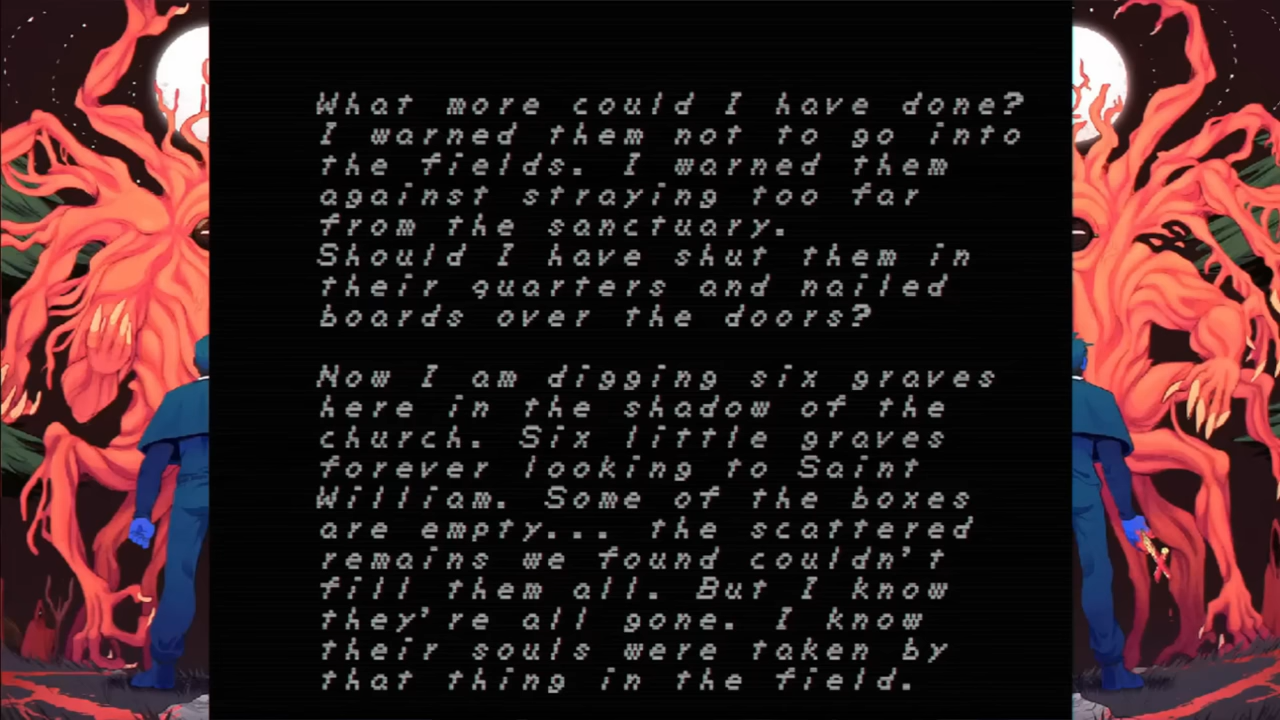 What more could I have done?
I warned them not to go into
the fields. I warned them
against straying too far
from the sanctuary.
Should I have shut them in
their quarters and nailed
boards over the doors?
Now I am digging six graves
here in the shadow of the
church. Six little graves
forever looking to Saint
William. Some of the boxes
are empty... the scattered
remains we found couldn't
fill them all. But I know
they're all gone. I know
their souls were taken by
that thing in the field.